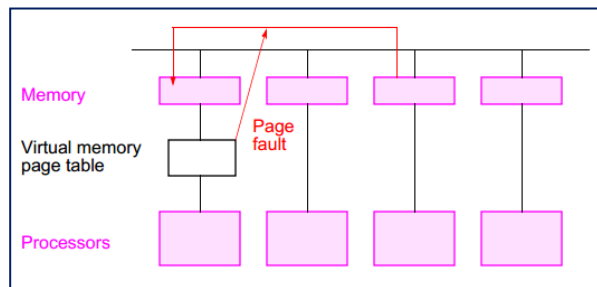 Memory
Page
fault
Virtual memory
page table
Processors